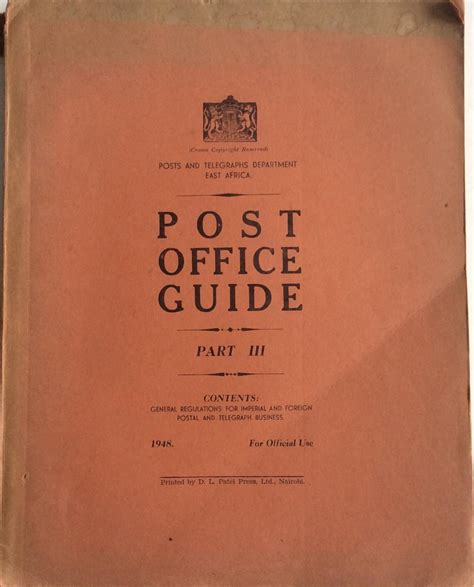 (Crown Copyright Reserved)
POSTS AND TELEGRAPHS DEPARTMENT
EAST AFRICA.
POST
OFFICE
GUIDE
PART III
CONTENTS:
GENERAL REGULATIONS FOR IMPERIAL AND FOREIGN
POSTAL AND TELEGRAPH BUSINESS.
1948. For Official Use
Printed by D. L. Patel Press, Ltd., Nairobi.